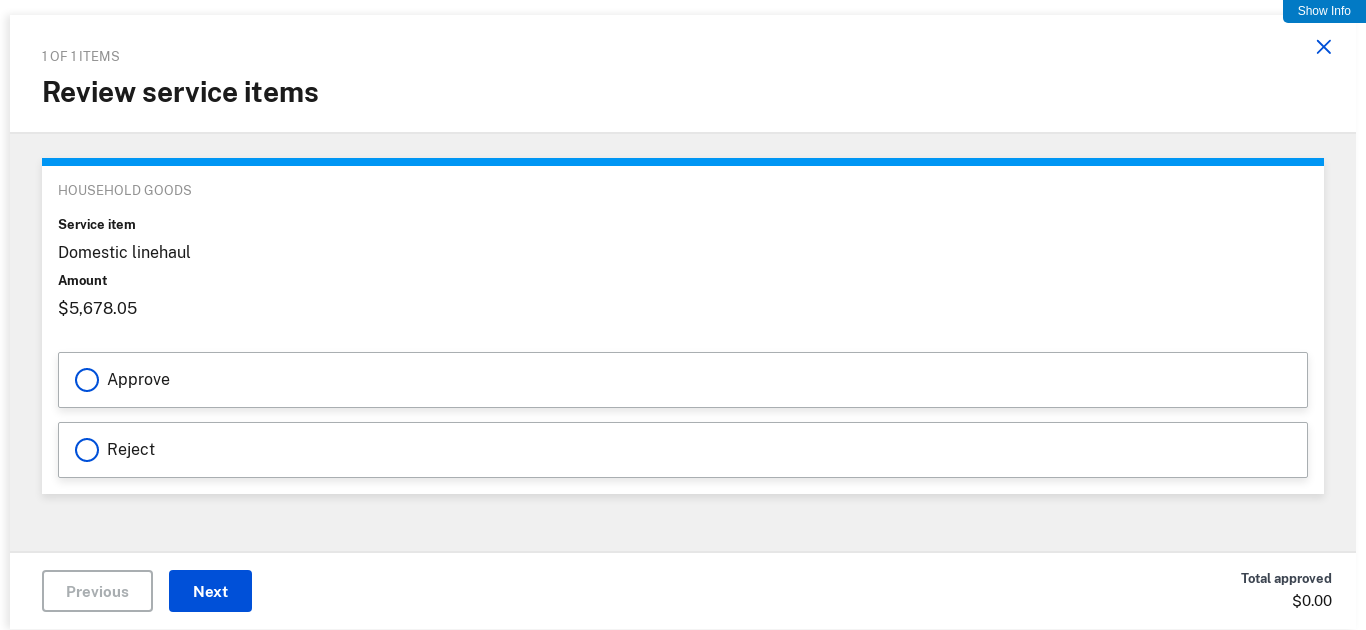 Show Info
1 OF 1 ITEMS
Review service items
HOUSEHOLD GOODS
Service item
Domestic linehaul
Amount
$5,678.05
Approve
Reject
Previous
Next
Total approved
$0.00